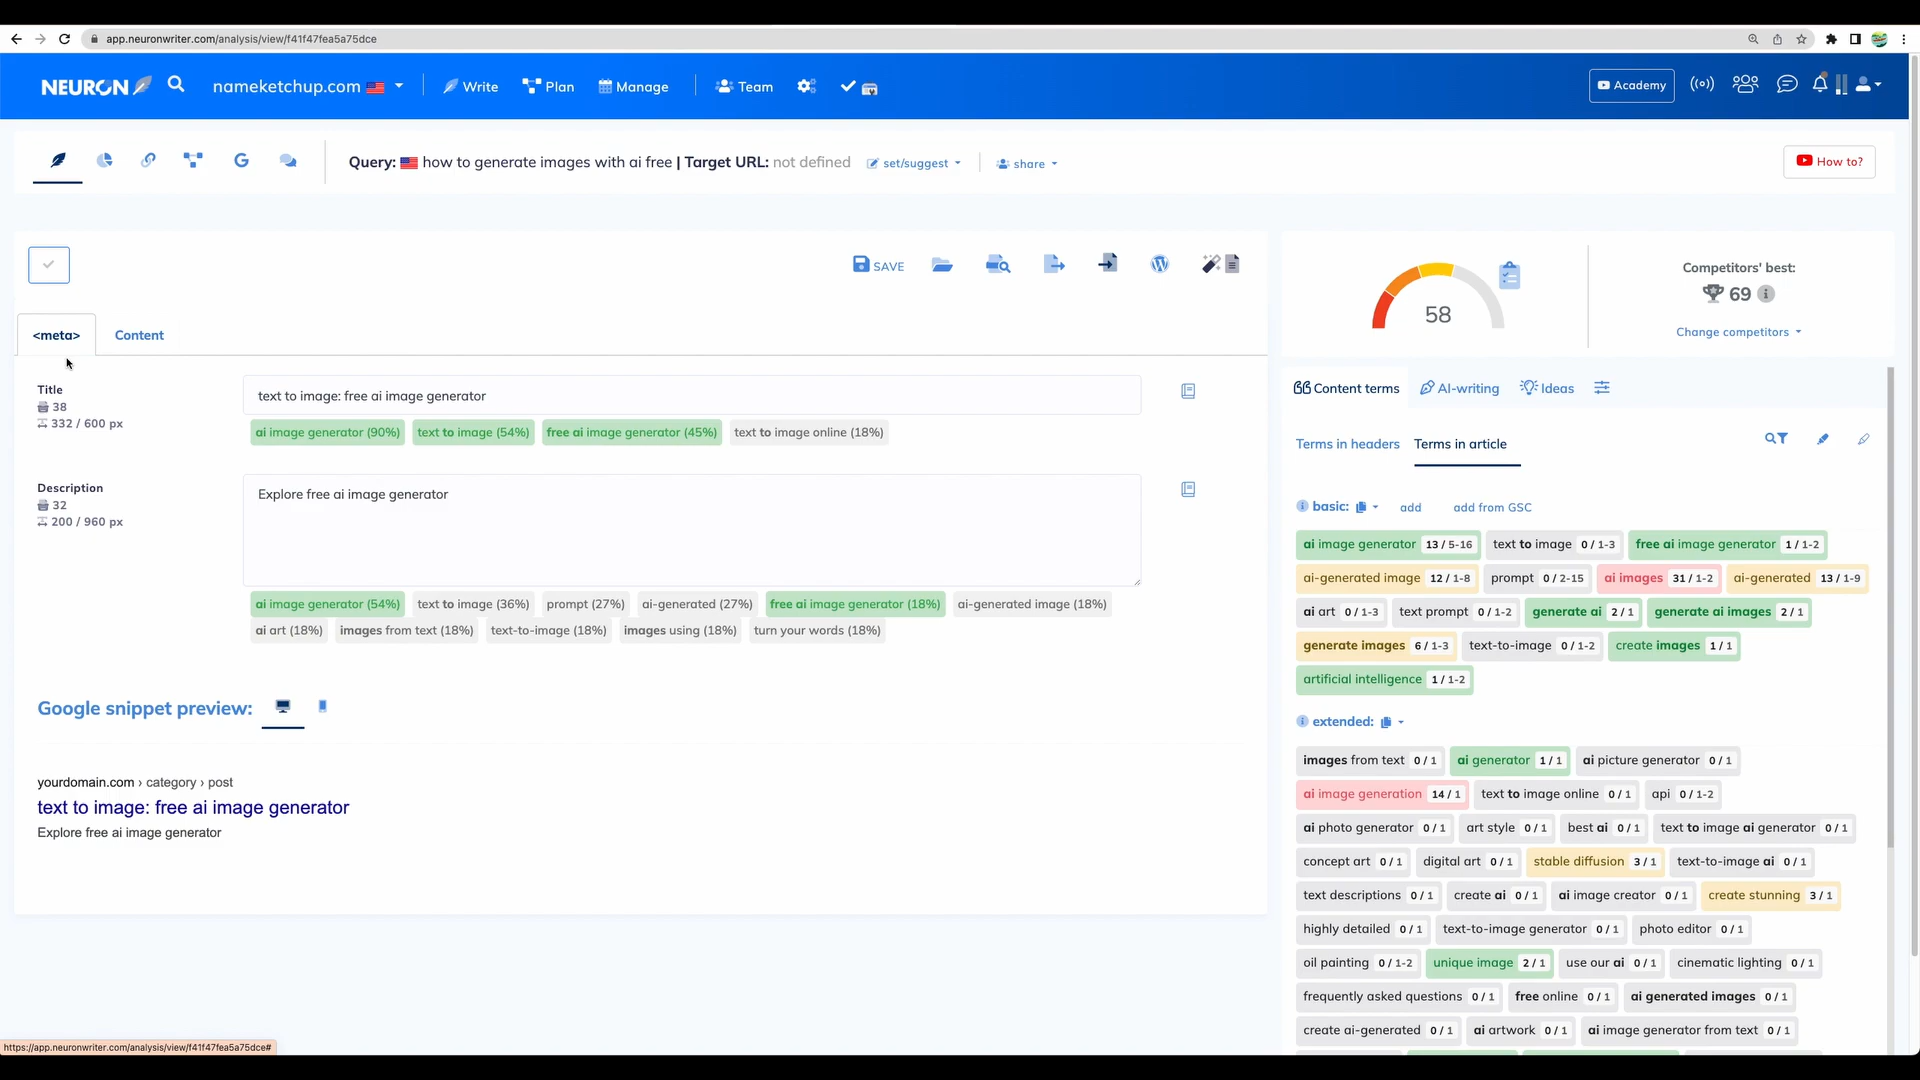 app.neuronwriter.com/analysis/view/f41f47fea5a75dce
NEURON
nameketchup.com
Write
Plan
Manage
Team
Academy
Query: how to generate images with ai free | Target URL: not defined
set/suggest
share
How to?
SAVE
58
Competitors' best:
69
Change competitors
<meta>
Content
Title
38
332 / 600 px
text to image: free ai image generator
ai image generator (90%) text to image (54%) free ai image generator (45%) text to image online (18%)
Description
32
200 / 960 px
Explore free ai image generator
ai image generator (54%) text to image (36%) prompt (27%) ai-generated (27%) free ai image generator (18%) ai-generated image (18%)
ai art (18%) images from text (18%) text-to-image (18%) images using (18%) turn your words (18%)
Google snippet preview:
yourdomain.com › category › post
text to image: free ai image generator
Explore free ai image generator
Content terms
AI-writing
Ideas
Terms in headers
Terms in article
basic:
add
add from GSC
ai image generator 13 / 5-16 text to image 0 / 1-3 free ai image generator 1 / 1-2
ai-generated image 12 / 1-8 prompt 0 / 2-15 ai images 31 / 1-2 ai-generated 13 / 1-9
ai art 0 / 1-3 text prompt 0 / 1-2 generate ai 2 / 1 generate ai images 2 / 1
generate images 6 / 1-3 text-to-image 0 / 1-2 create images 1 / 1
artificial intelligence 1 / 1-2
extended:
images from text 0 / 1 ai generator 1 / 1 ai picture generator 0 / 1
ai image generation 14 / 1 text to image online 0 / 1 api 0 / 1-2
ai photo generator 0 / 1 art style 0 / 1 best ai 0 / 1 text to image ai generator 0 / 1
concept art 0 / 1 digital art 0 / 1 stable diffusion 3 / 1 text-to-image ai 0 / 1
text descriptions 0 / 1 create ai 0 / 1 ai image creator 0 / 1 create stunning 3 / 1
highly detailed 0 / 1 text-to-image generator 0 / 1 photo editor 0 / 1
oil painting 0 / 1-2 unique image 2 / 1 use our ai 0 / 1 cinematic lighting 0 / 1
frequently asked questions 0 / 1 free online 0 / 1 ai generated images 0 / 1
create ai-generated 0 / 1 ai artwork 0 / 1 ai image generator from text 0 / 1
https://app.neuronwriter.com/analysis/view/f41f47fea5a75dce#